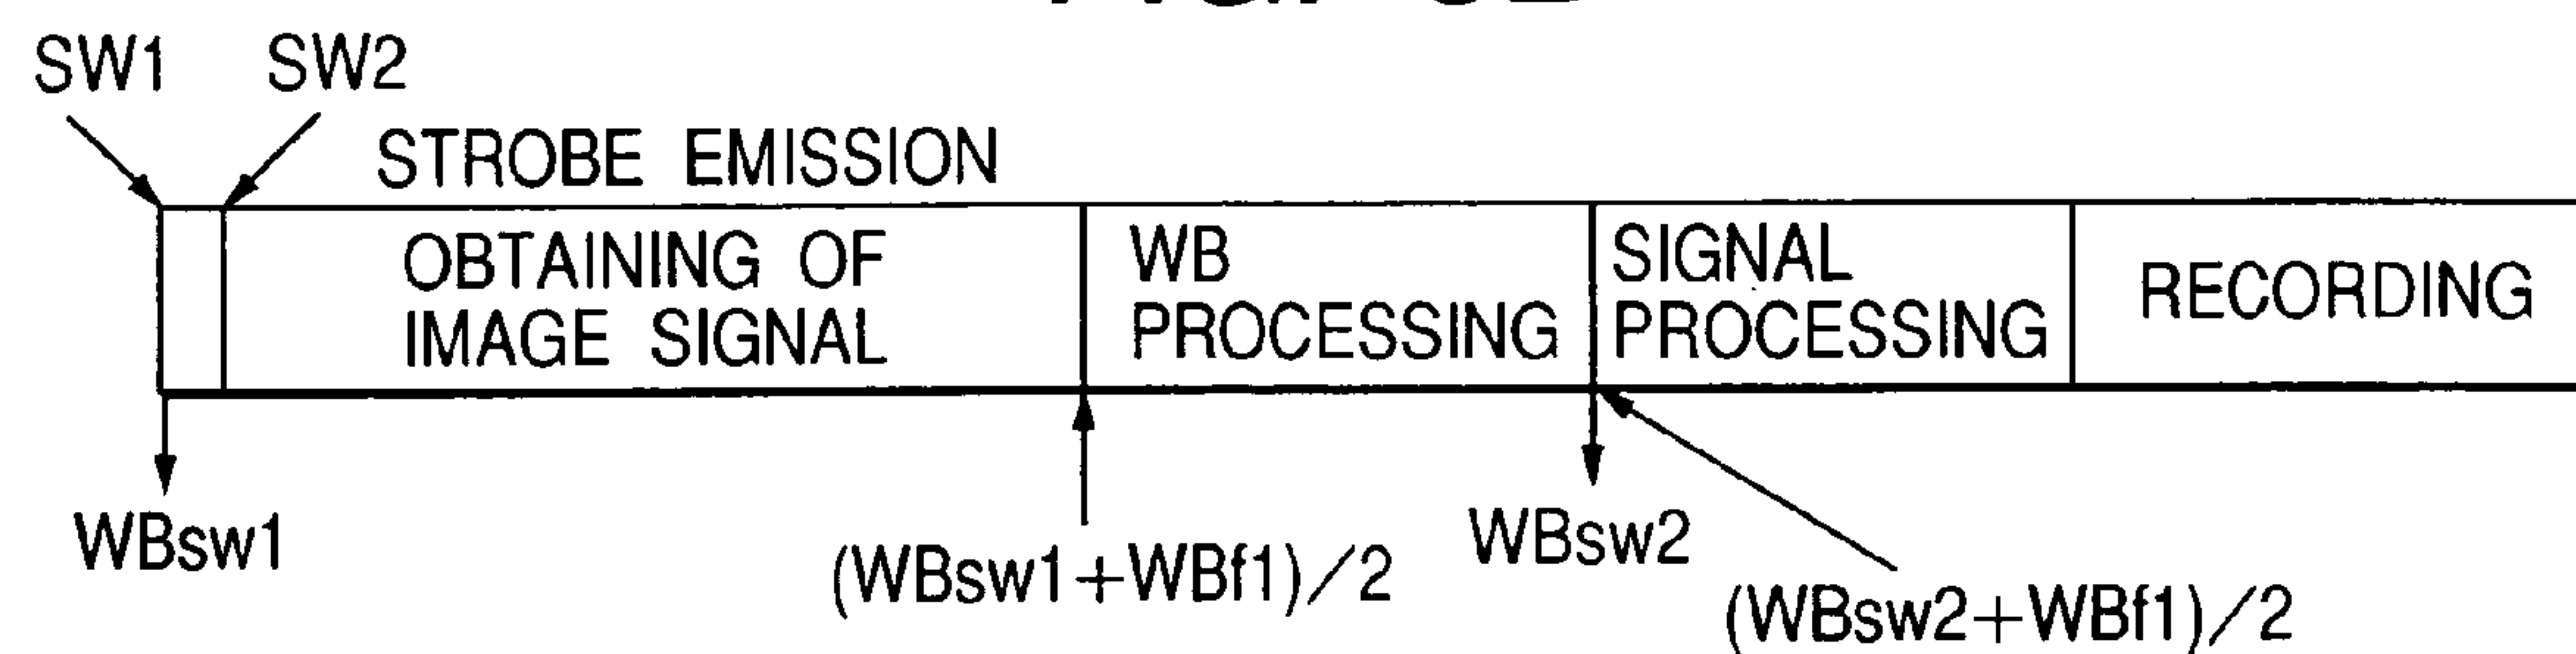 SW1 SW2
STROBE EMISSION
OBTAINING OF
IMAGE SIGNAL
WB
PROCESSING
SIGNAL
PROCESSING
RECORDING
WBsw1
(WBsw1+WBf1)/2
WBsw2
(WBsw2+WBf1)/2